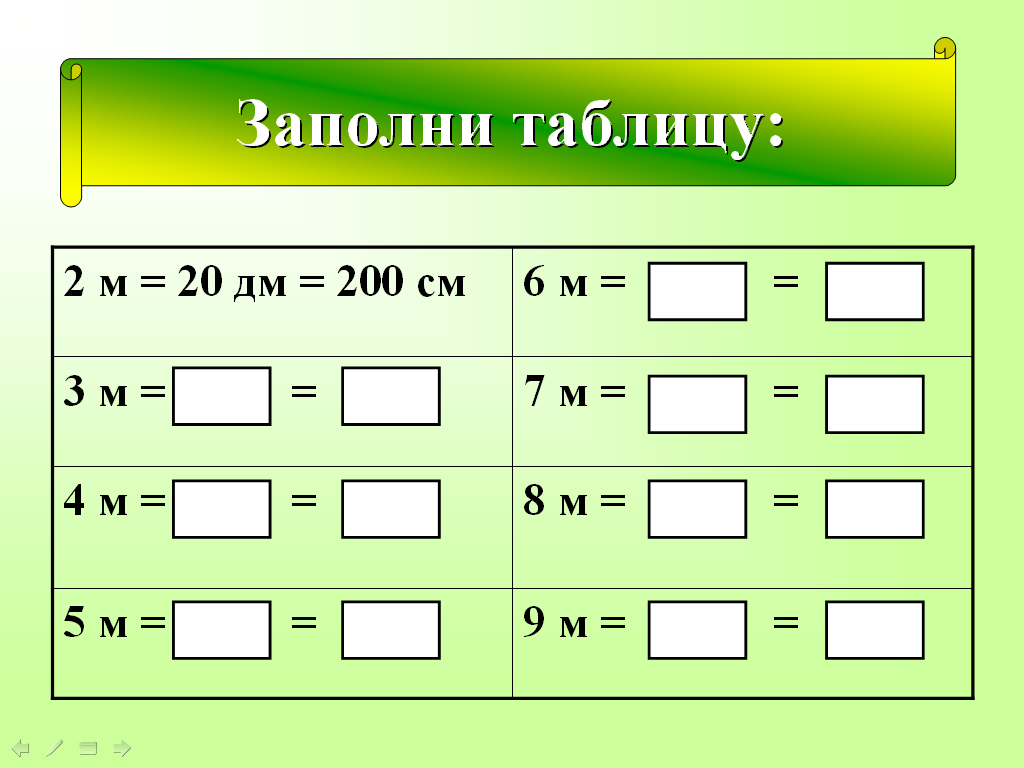 Заполни таблицу:
2 м = 20 дм = 200 см
6 м = =
3 м = =
7 м = =
4 м = =
8 м = =
5 м = =
9 м = =